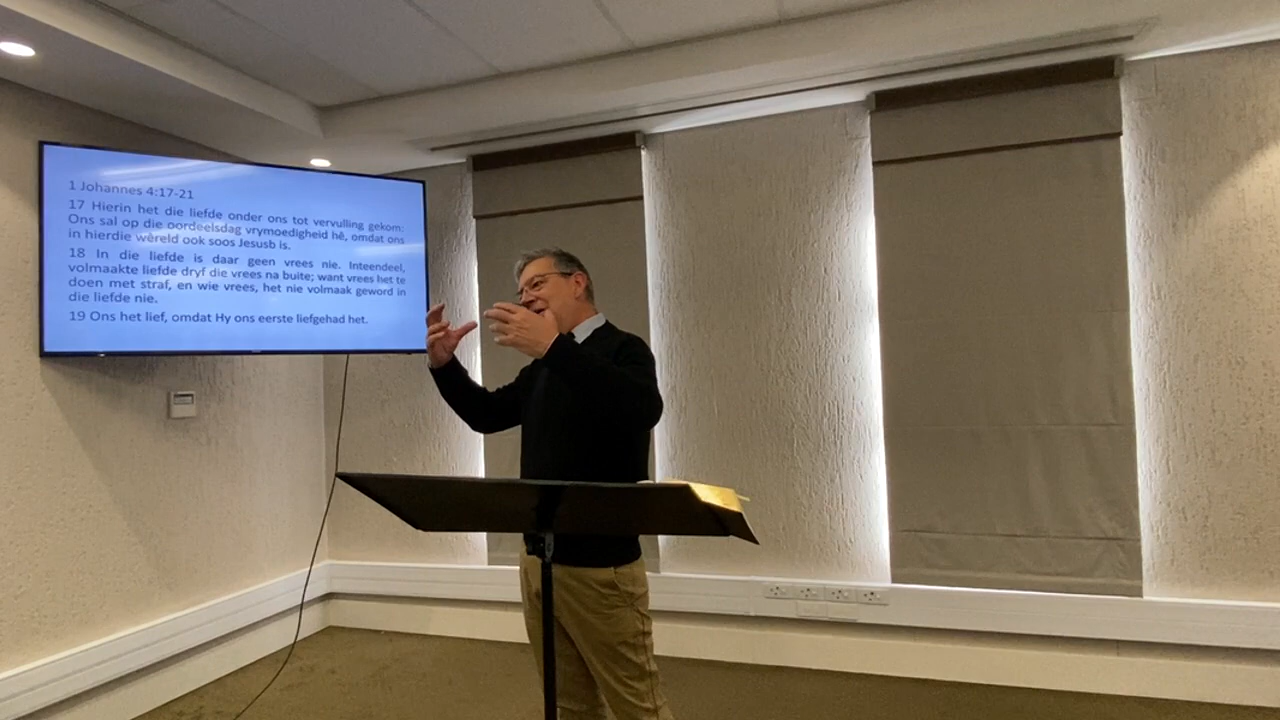 1 Johannes 4:17-21
17 Hierin het die liefde onder ons tot vervulling gekom:
Ons sal op die oordeelsdag vrymoedigheid hê, omdat ons
in hierdie wêreld ook soos Jesusb is.
18 In die liefde is daar geen vrees nie. Inteendeel,
volmaakte liefde dryf die vrees na buite; want vrees het te
doen met straf, en wie vrees, het nie volmaak geword in
die liefde nie.
19 Ons het lief, omdat Hy ons eerste liefgehad het.